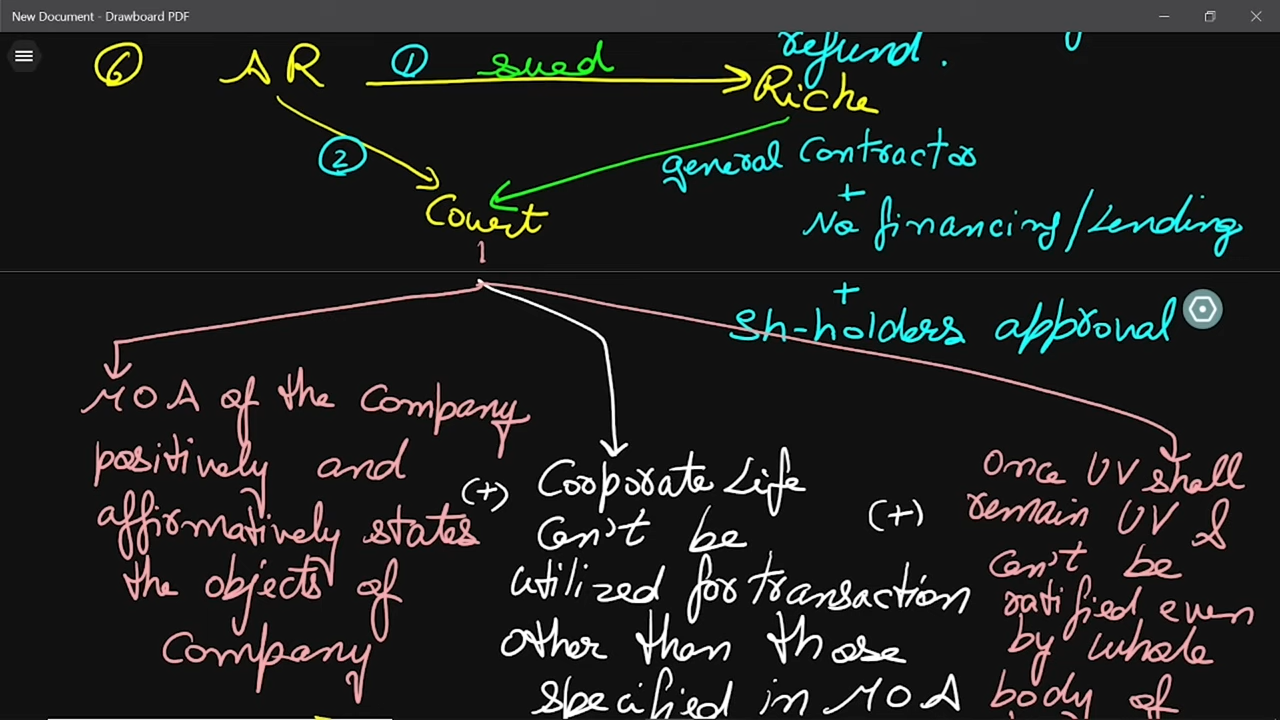 New Document - Drawboard PDF
refund.
6 AR 1 sued Riche
2
general Contractor
+
No financing/Lending
Court
1
+
Sh-holders approval
MOA of the Company
positively and
affirmatively states
the objects of
Company
(+)
Corporate Life
Can't be
utilized for transaction
other than those
specified in MOA
(+)
Once UV shall
remain UV &
Can't be
ratified even
by whole
body of